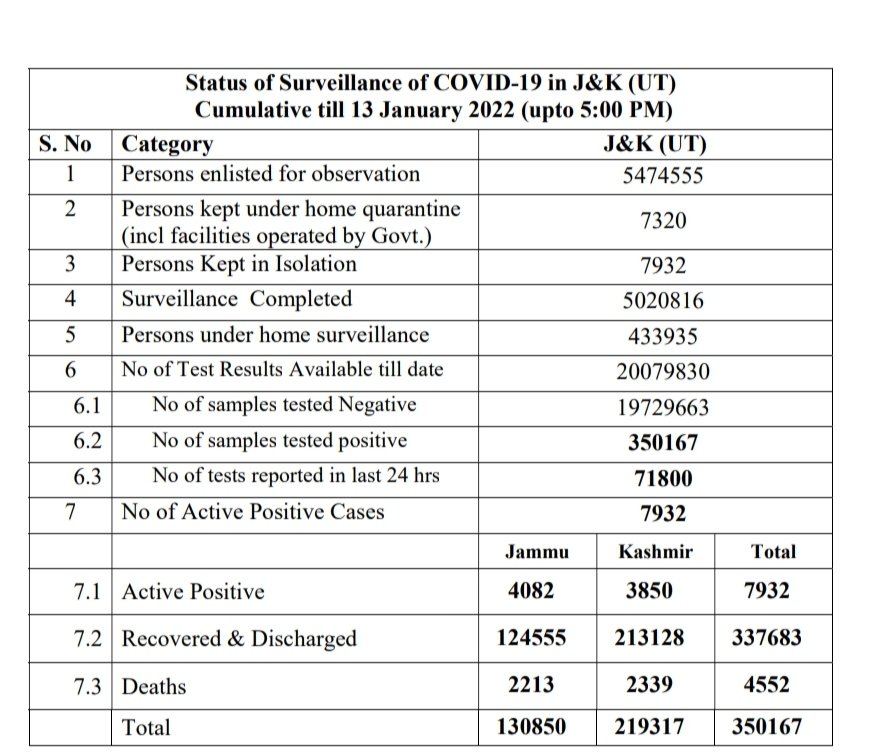 Status of Surveillance of COVID-19 in J&K (UT)
Cumulative till 13 January 2022 (upto 5:00 PM)
S. No Category J&K (UT)
1 Persons enlisted for observation 5474555
2 Persons kept under home quarantine
(incl facilities operated by Govt.) 7320
3 Persons Kept in Isolation 7932
4 Surveillance Completed 5020816
5 Persons under home surveillance 433935
6 No of Test Results Available till date 20079830
6.1 No of samples tested Negative 19729663
6.2 No of samples tested positive 350167
6.3 No of tests reported in last 24 hrs 71800
7 No of Active Positive Cases 7932
Jammu Kashmir Total
7.1 Active Positive 4082 3850 7932
7.2 Recovered & Discharged 124555 213128 337683
7.3 Deaths 2213 2339 4552
Total 130850 219317 350167